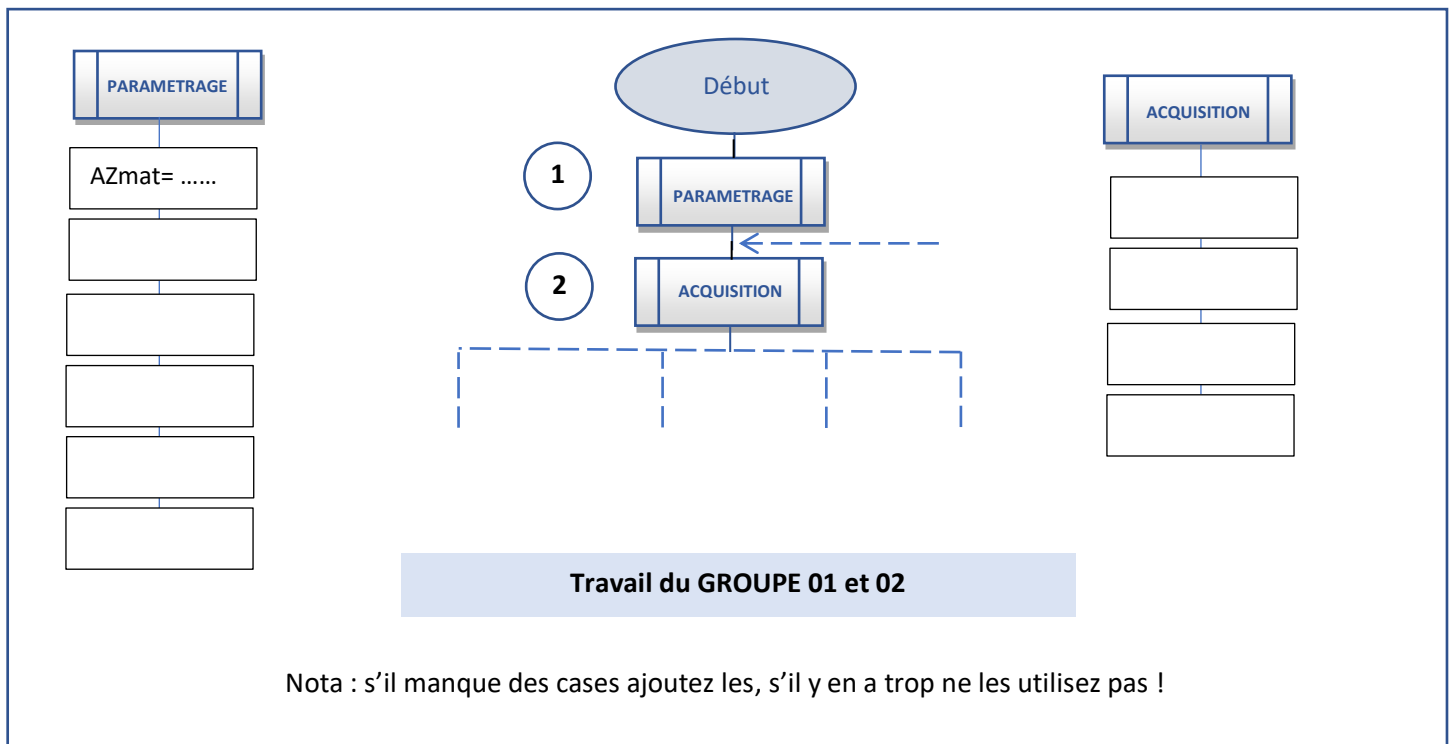 PARAMETRAGE
AZmat= ......
Début
1
PARAMETRAGE
2
ACQUISITION
ACQUISITION
Travail du GROUPE 01 et 02
Nota : s’il manque des cases ajoutez les, s’il y en a trop ne les utilisez pas !